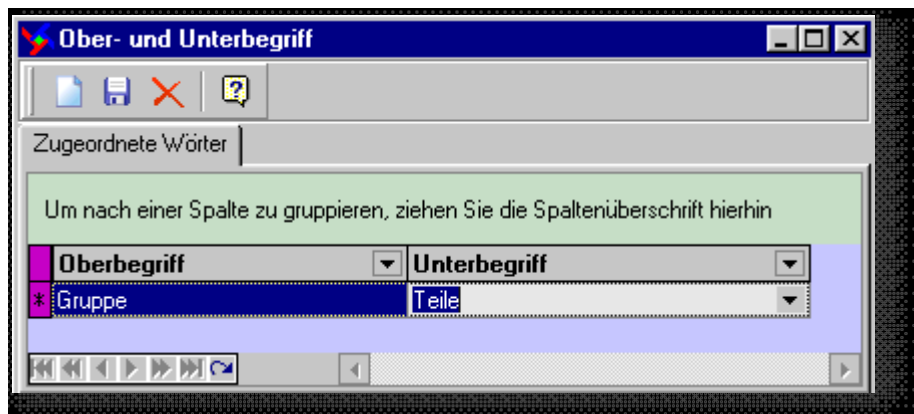 Ober- und Unterbegriff
Zugeordnete Wörter
Um nach einer Spalte zu gruppieren, ziehen Sie die Spaltenüberschrift hierhin
Oberbegriff Unterbegriff
* Gruppe Teile